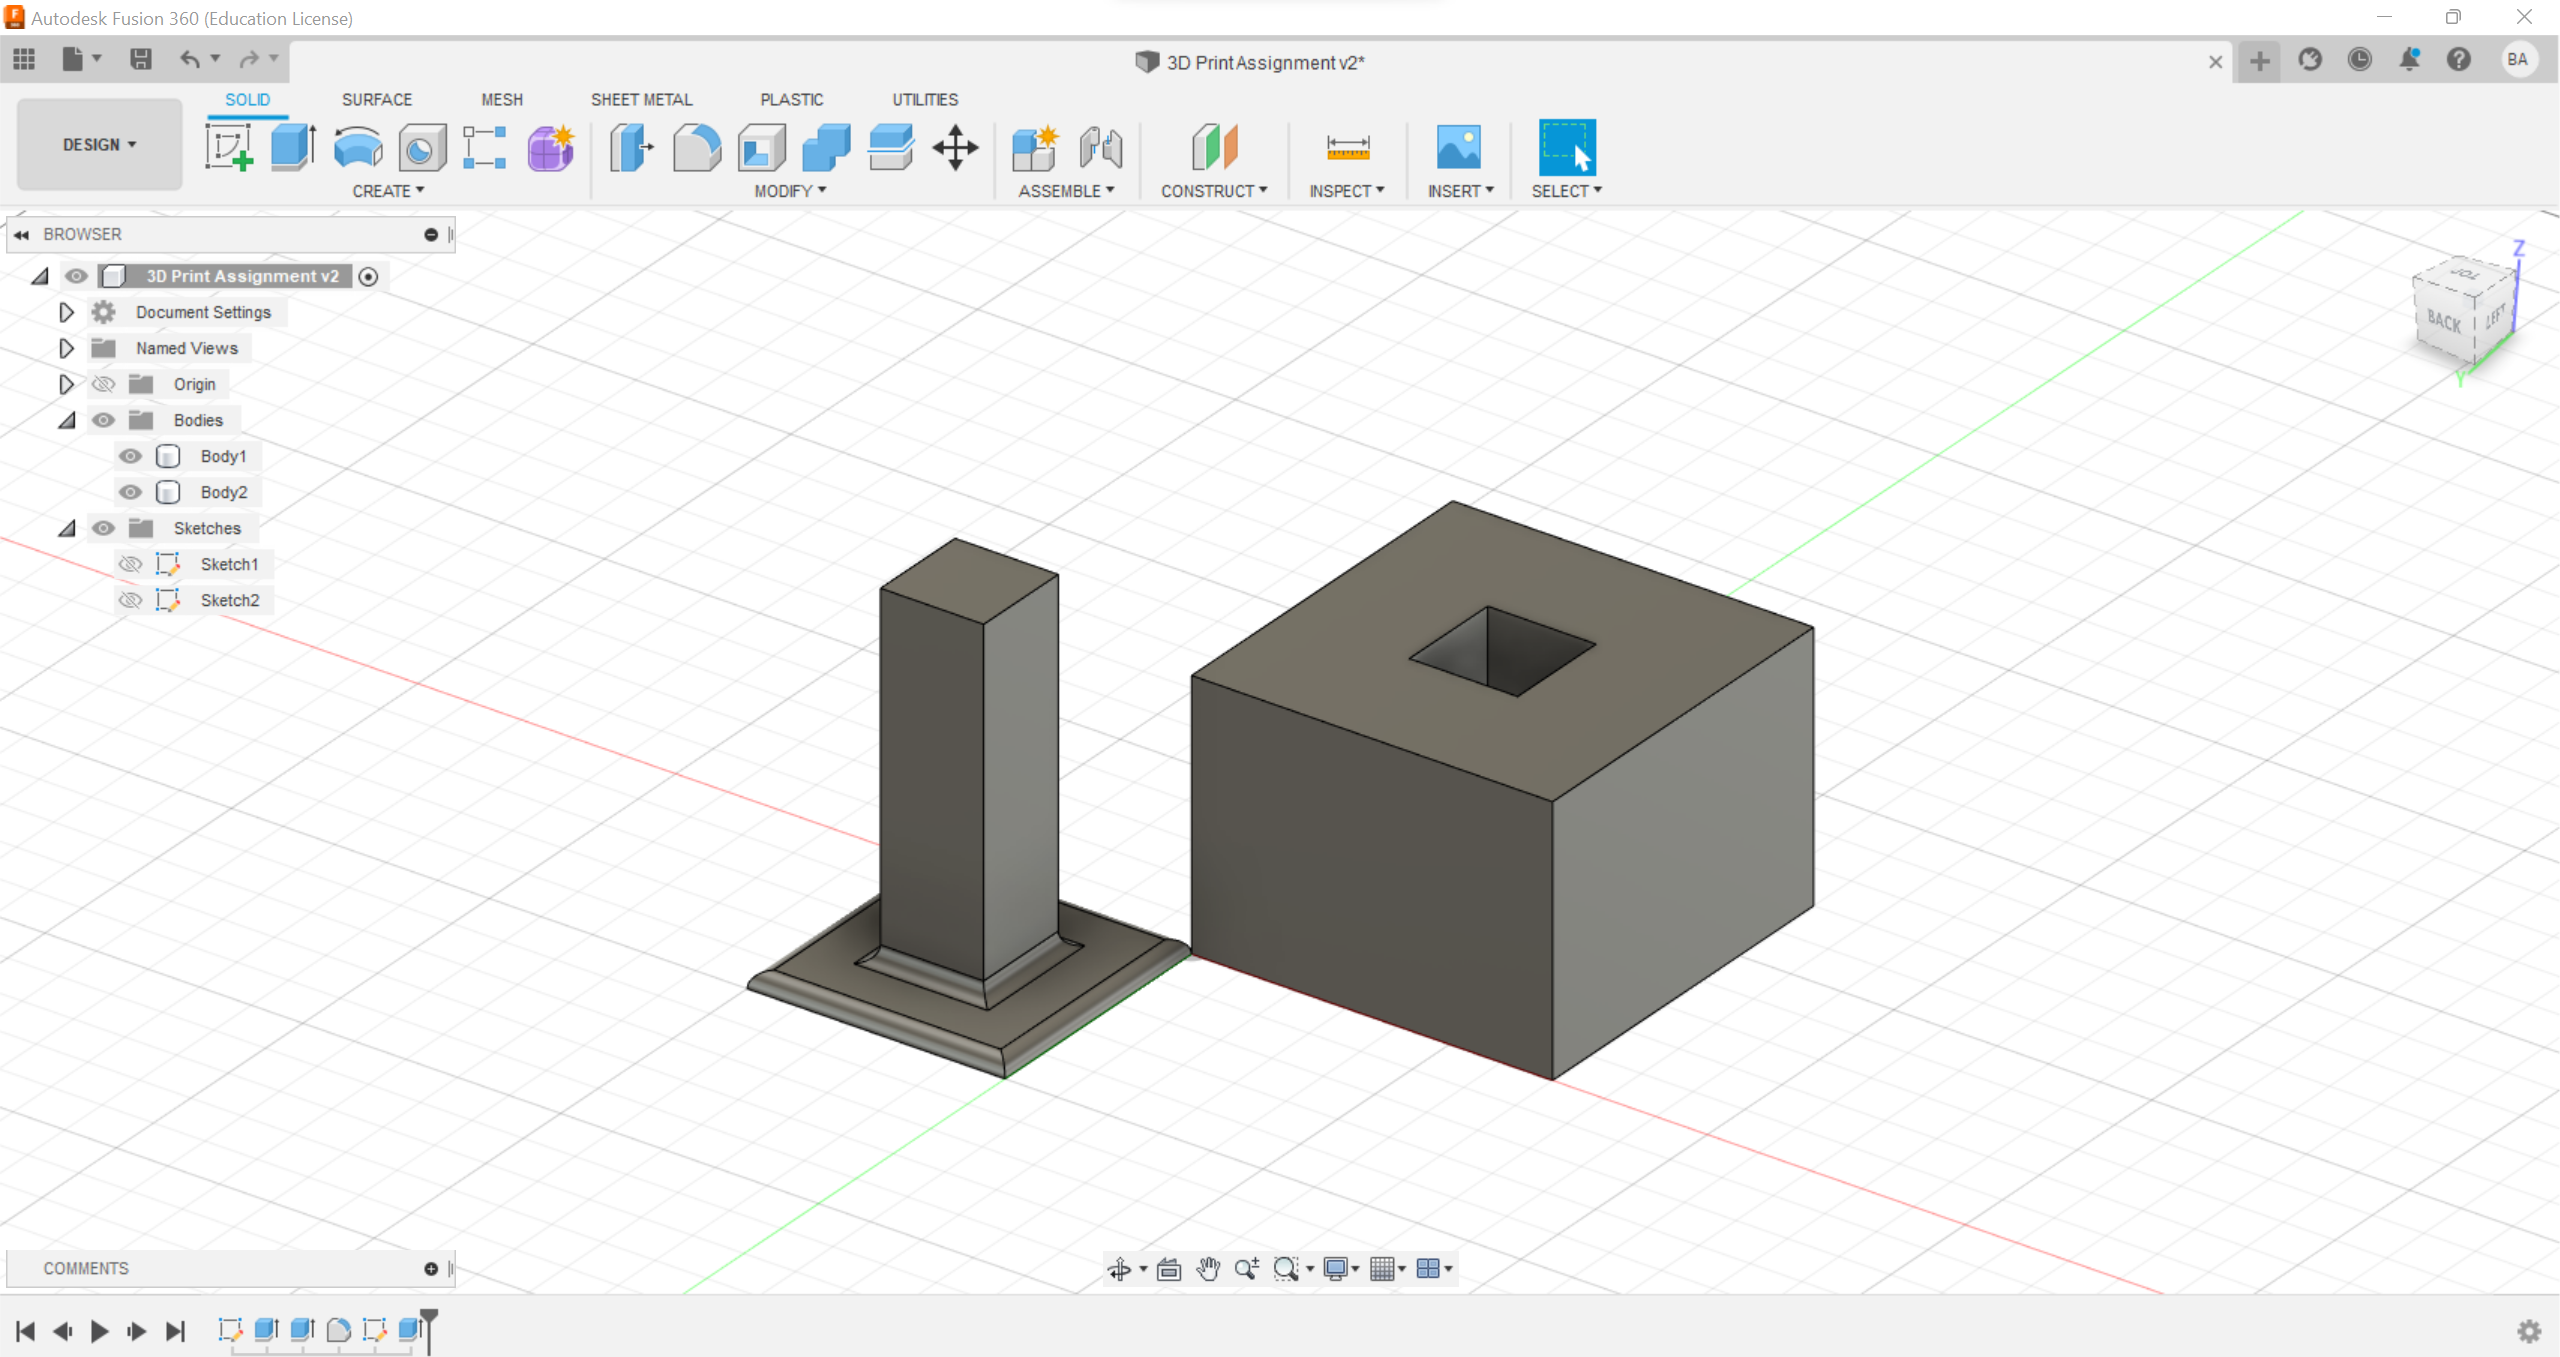 Autodesk Fusion 360 (Education License)
3D Print Assignment v2*
BA
SOLID SURFACE MESH SHEET METAL PLASTIC UTILITIES
DESIGN
CREATE MODIFY ASSEMBLE CONSTRUCT INSPECT INSERT SELECT
BROWSER
3D Print Assignment v2
Document Settings
Named Views
Origin
Bodies
Body1
Body2
Sketches
Sketch1
Sketch2
Z
TOP
BACK LEFT
Y
COMMENTS